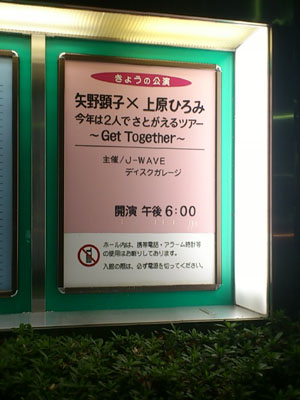 きょうの公演
矢野顕子×上原ひろみ
今年は2人でさとがえるツアー
～Get Together～
主催/J-WAVE
ディスクガレージ
開演 午後6:00
ホール内は、携帯電話・アラーム時計等
の使用はお断りしております。
入館の際は、必ず電源を切ってください。